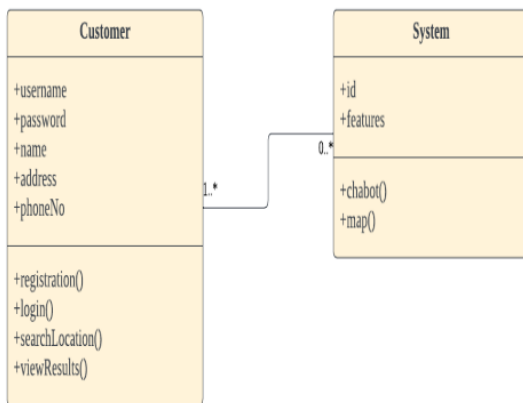 Customer
+username
+password
+name
+address
+phoneNo
+registration()
+login()
+searchLocation()
+viewResults()
1..*
0..*
System
+id
+features
+chabot()
+map()